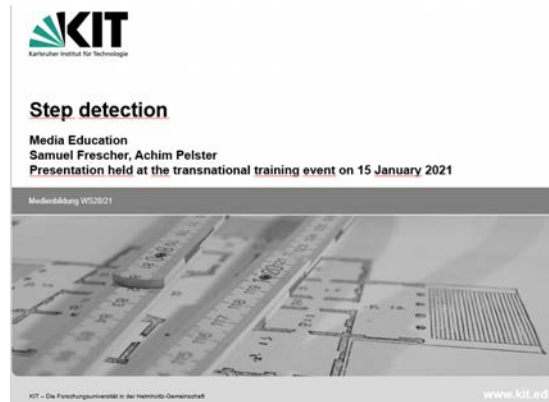 KIT
Karlsruher Institut für Technologie
Step detection
Media Education
Samuel Frescher, Achim Pelster
Presentation held at the transnational training event on 15 January 2021
Medienbildung WS20/21
KIT – Die Forschungsuniversität in der Helmholtz-Gemeinschaft
www.kit.ed